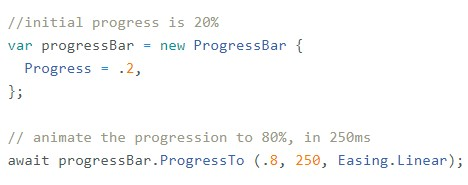 //initial progress is 20%
var progressBar = new ProgressBar {
  Progress = .2,
};

// animate the progression to 80%, in 250ms
await progressBar.ProgressTo (.8, 250, Easing.Linear);